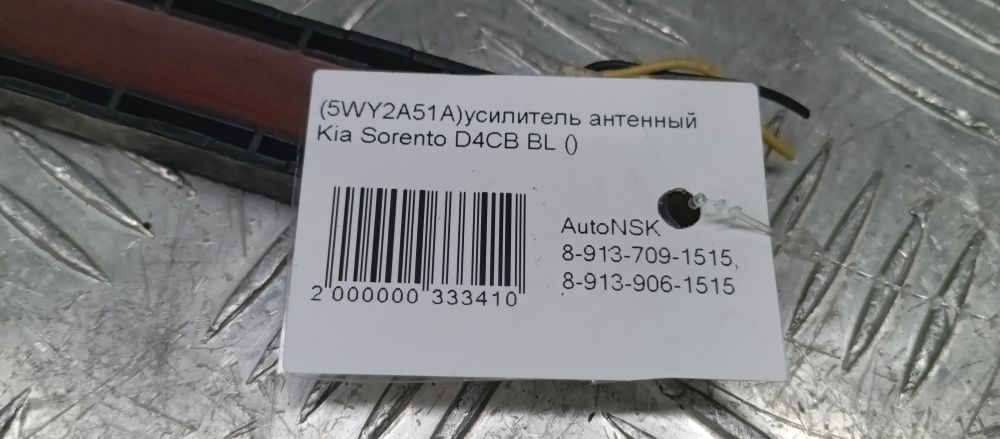 (5WY2A51A)усилитель антенный
Kia Sorento D4CB BL ()
AutoNSK
8-913-709-1515,
8-913-906-1515
2 000000 333410